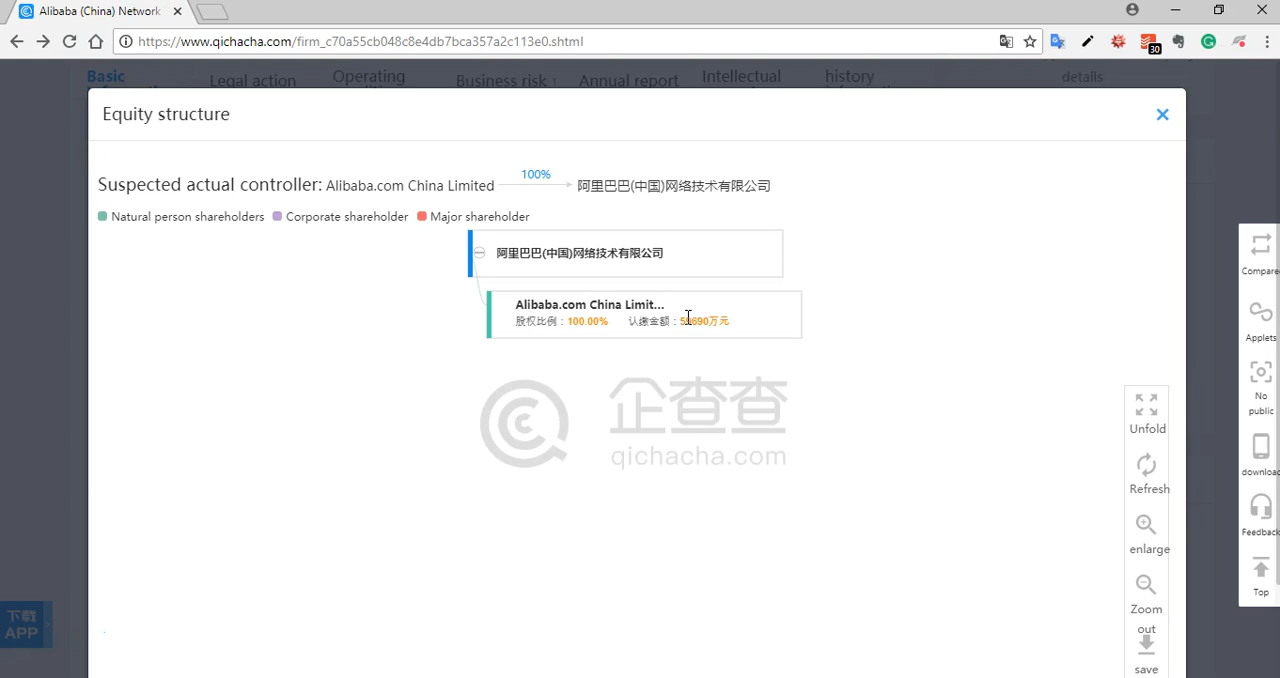 Alibaba (China) Network
https://www.qichacha.com/firm_c70a55cb048c8e4db7bca357a2c113e0.shtml
30
Basic
Legal action
Operating
Business risk 1
Annual report
Intellectual
history
details
Equity structure
100%
Suspected actual controller: Alibaba.com China Limited
阿里巴巴(中国)网络技术有限公司
Natural person shareholders
Corporate shareholder
Major shareholder
阿里巴巴(中国)网络技术有限公司
Alibaba.com China Limit...
股权比例：100.00% 认缴金额：
企查查
qichacha.com
Compare
Applets
No
public
download
Feedback
Top
Unfold
Refresh
enlarge
Zoom
out
save
下载
APP